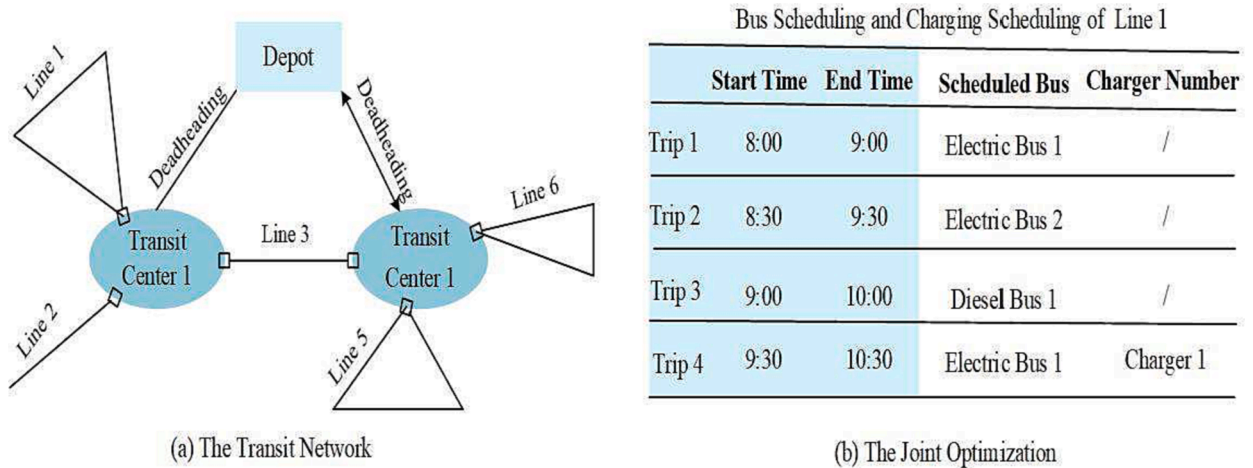 Line 1
Depot
Deadheading
Deadheading
Transit
Center 1
Line 3
Transit
Center 1
Line 6
Line 2
Line 5
(a) The Transit Network
Bus Scheduling and Charging Scheduling of Line 1
Start Time End Time Scheduled Bus Charger Number
Trip 1 8:00 9:00 Electric Bus 1 /
Trip 2 8:30 9:30 Electric Bus 2 /
Trip 3 9:00 10:00 Diesel Bus 1 /
Trip 4 9:30 10:30 Electric Bus 1 Charger 1
(b) The Joint Optimization